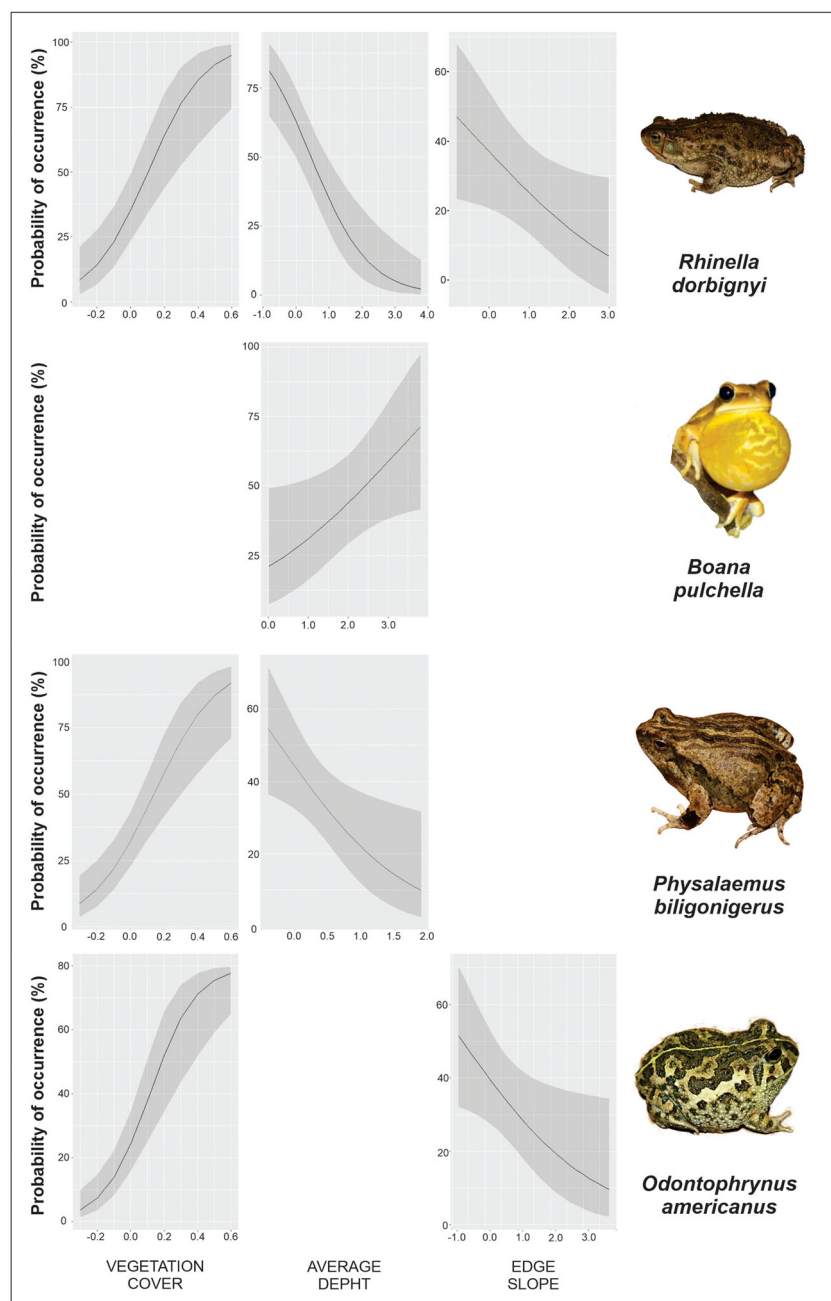 Probability of occurrence (%)
100
75
50
25
0
-0.2 0.0 0.2 0.4 0.6
75
50
25
0
-1.0 0.0 1.0 2.0 3.0 4.0
60
40
20
0
0.0 1.0 2.0 3.0
Rhinella
dorbignyi
Probability of occurrence (%)
100
75
50
25
0.0 1.0 2.0 3.0
Boana
pulchella
Probability of occurrence (%)
100
75
50
25
0
-0.2 0.0 0.2 0.4 0.6
60
40
20
0
0.0 0.5 1.0 1.5 2.0
Physalaemus
biligonigerus
Probability of occurrence (%)
80
60
40
20
0
-0.2 0.0 0.2 0.4 0.6
60
40
20
0
-1.0 0.0 1.0 2.0 3.0
Odontophrynus
americanus
VEGETATION
COVER
AVERAGE
DEPHT
EDGE
SLOPE